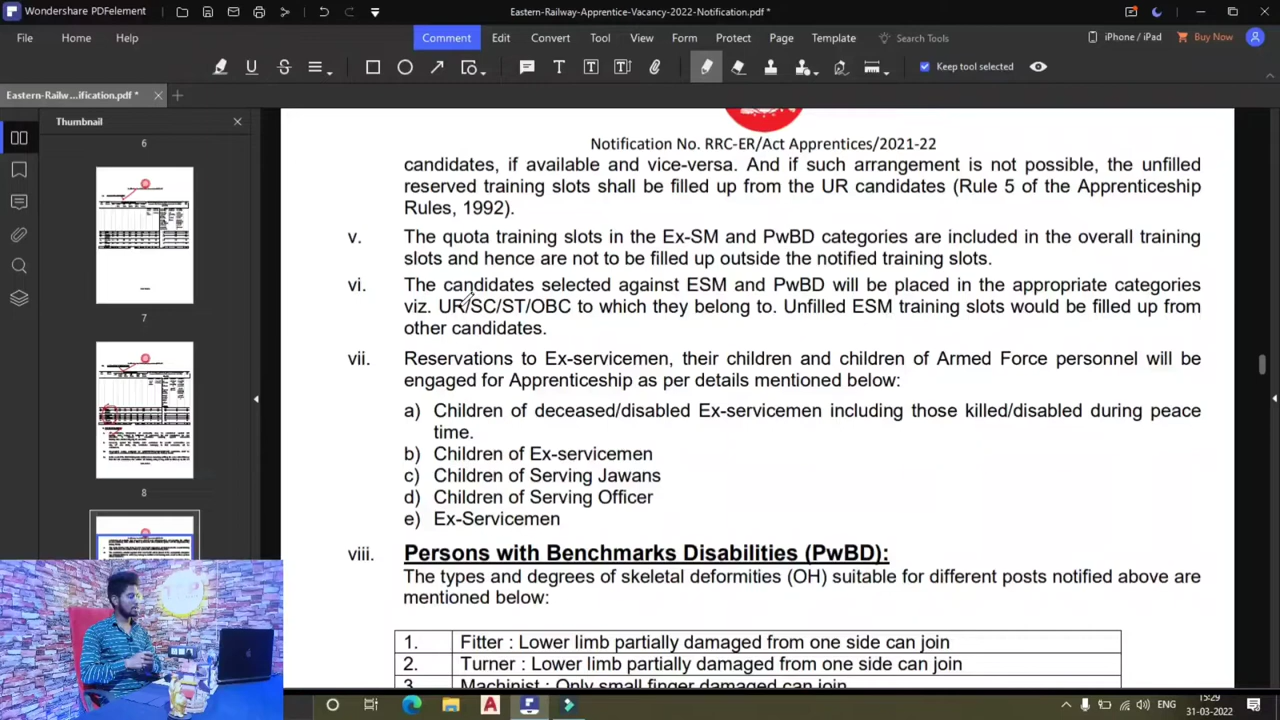 Wondershare PDFelement
Eastern-Railway-Apprentice-Vacancy-2022-Notification.pdf *
File Home Help Comment Edit Convert Tool View Form Protect Page Template Search Tools iPhone / iPad Buy Now
Keep tool selected
Eastern-Railw...ification.pdf *
Thumbnail
6
7
8
Notification No. RRC-ER/Act Apprentices/2021-22
candidates, if available and vice-versa. And if such arrangement is not possible, the unfilled
reserved training slots shall be filled up from the UR candidates (Rule 5 of the Apprenticeship
Rules, 1992).
v. The quota training slots in the Ex-SM and PwBD categories are included in the overall training
slots and hence are not to be filled up outside the notified training slots.
vi. The candidates selected against ESM and PwBD will be placed in the appropriate categories
viz. UR/SC/ST/OBC to which they belong to. Unfilled ESM training slots would be filled up from
other candidates.
vii. Reservations to Ex-servicemen, their children and children of Armed Force personnel will be
engaged for Apprenticeship as per details mentioned below:
a) Children of deceased/disabled Ex-servicemen including those killed/disabled during peace
time.
b) Children of Ex-servicemen
c) Children of Serving Jawans
d) Children of Serving Officer
e) Ex-Servicemen
viii. Persons with Benchmarks Disabilities (PwBD):
The types and degrees of skeletal deformities (OH) suitable for different posts notified above are
mentioned below:
1. Fitter : Lower limb partially damaged from one side can join
2. Turner : Lower limb partially damaged from one side can join
3. Machinist : Only small finger damaged can join
ENG
15:29
31-03-2022